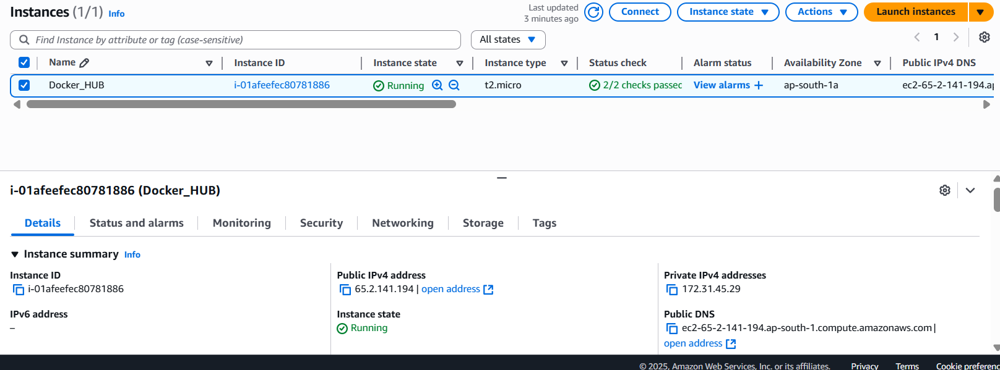 Instances (1/1) Info
Last updated
3 minutes ago
Connect
Instance state
Actions
Launch instances
Find Instance by attribute or tag (case-sensitive)
All states
1
Name Instance ID Instance state Instance type Status check Alarm status Availability Zone Public IPv4 DNS
Docker_HUB i-01afeefec80781886 Running t2.micro 2/2 checks passec View alarms + ap-south-1a ec2-65-2-141-194.ap
i-01afeefec80781886 (Docker_HUB)
Details Status and alarms Monitoring Security Networking Storage Tags
Instance summary Info
Instance ID
i-01afeefec80781886
Public IPv4 address
65.2.141.194 | open address
Private IPv4 addresses
172.31.45.29
IPv6 address
–
Instance state
Running
Public DNS
ec2-65-2-141-194.ap-south-1.compute.amazonaws.com |
open address
© 2025, Amazon Web Services, Inc. or its affiliates. Privacy Terms Cookie preferenc